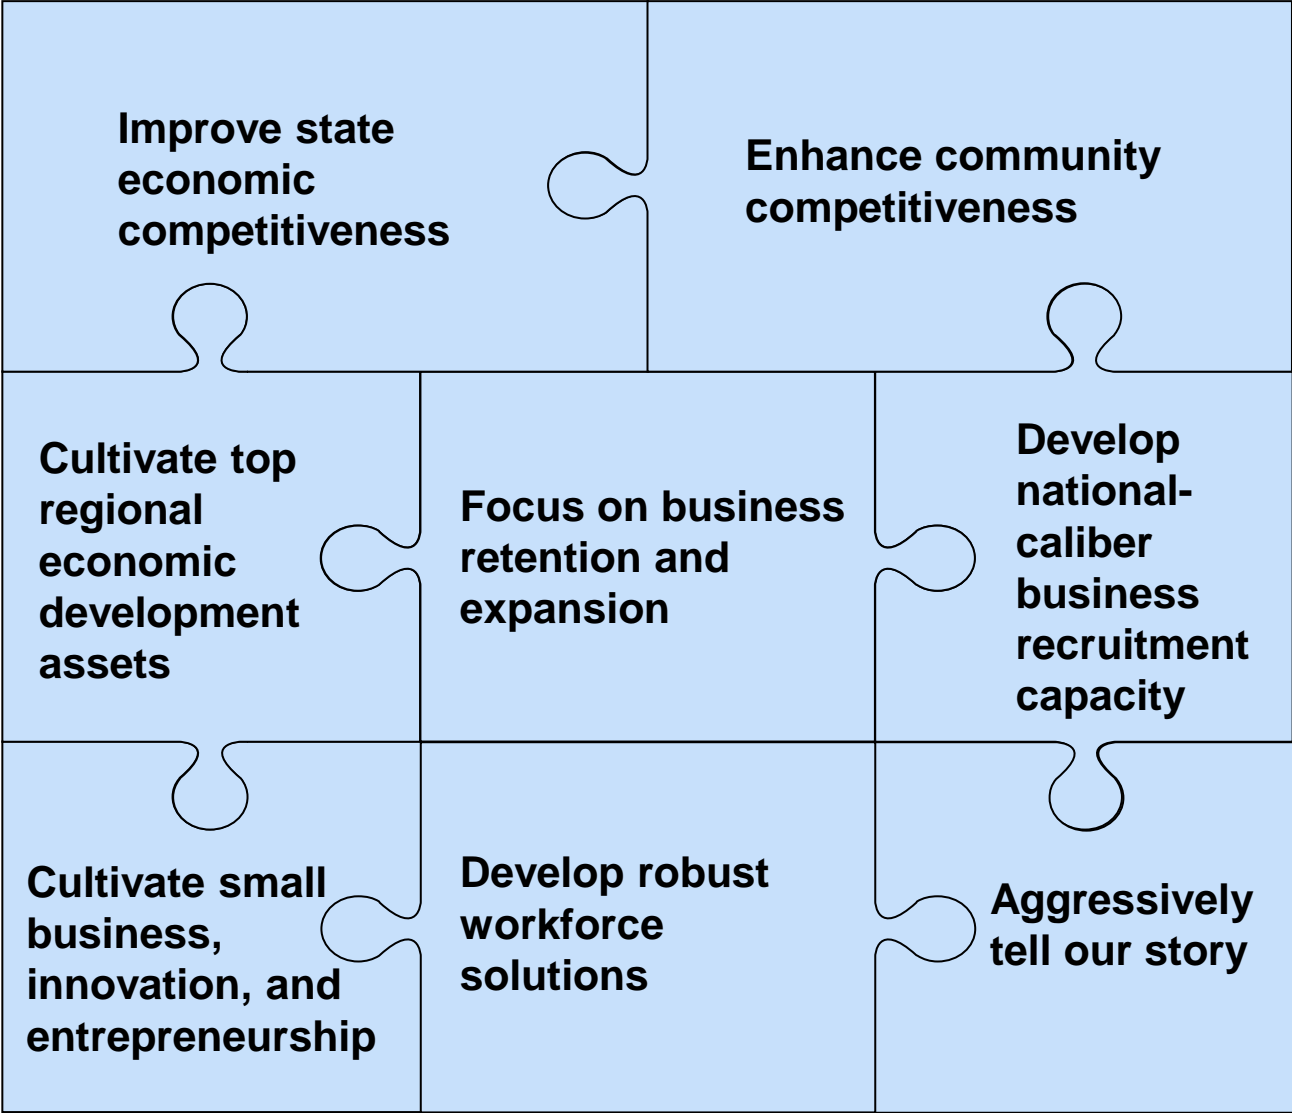 Improve state
economic
competitiveness
Enhance community
competitiveness
Cultivate top
regional
economic
development
assets
Focus on business
retention and
expansion
Develop
national-
caliber
business
recruitment
capacity
Cultivate small
business,
innovation, and
entrepreneurship
Develop robust
workforce
solutions
Aggressively
tell our story